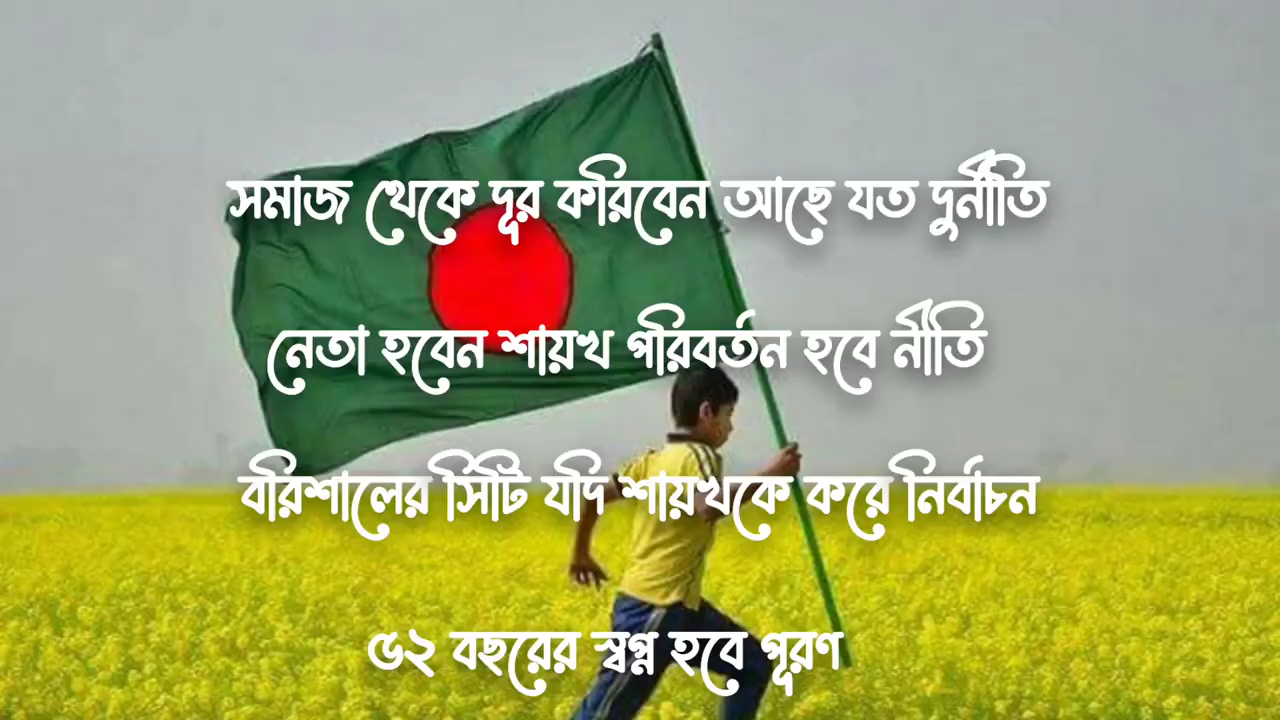 সমাজ থেকে দূর করিবেন আছে যত দুর্নীতি
নেতা হবেন শায়খ পরিবর্তন হবে নীতি
বরিশালের সিটি যদি শায়খকে করে নির্বাচন
৫২ বছরের স্বপ্ন হবে পূরণ